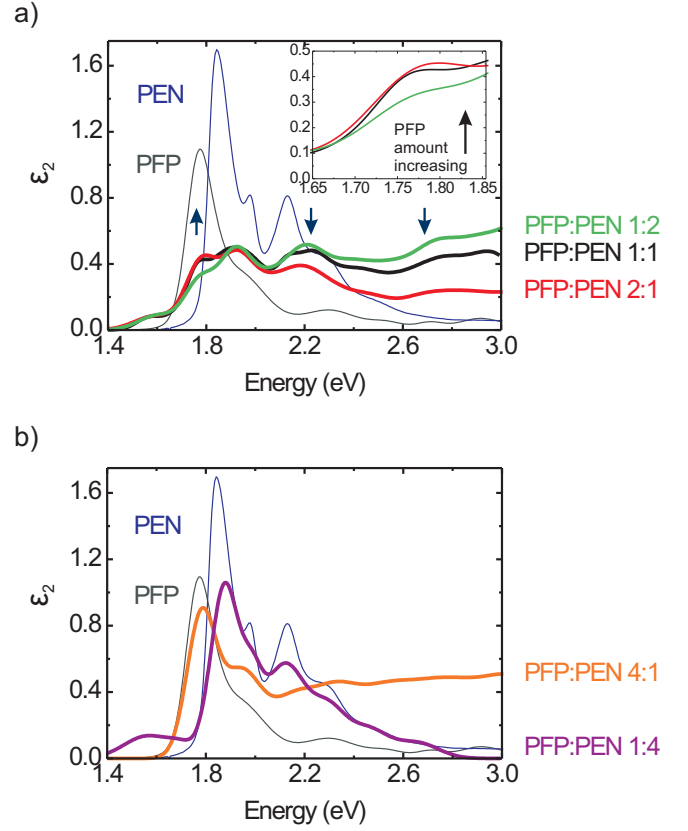 a)
1.6
1.2
0.8
0.4
0.0
ε2
PEN
PFP
0.5
0.4
0.3
0.2
0.1
0.0
PFP
amount
increasing
1.65
1.70
1.75
1.80
1.85
PFP:PEN 1:2
PFP:PEN 1:1
PFP:PEN 2:1
1.4
1.8
2.2
2.6
3.0
Energy (eV)
b)
1.6
1.2
0.8
0.4
0.0
ε2
PEN
PFP
PFP:PEN 4:1
PFP:PEN 1:4
1.4
1.8
2.2
2.6
3.0
Energy (eV)